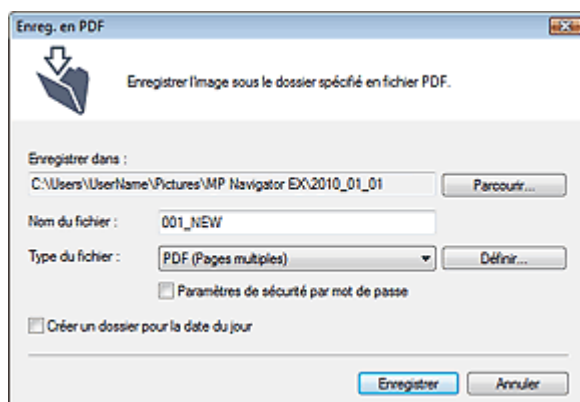 Enreg. en PDF
Enregistrer l'image sous le dossier spécifié en fichier PDF.
Enregistrer dans :
C:\Users\UserName\Pictures\MP Navigator EX\2010_01_01 Parcourir...
Nom du fichier : 001_NEW
Type du fichier : PDF (Pages multiples) Définir...
Paramètres de sécurité par mot de passe
Créer un dossier pour la date du jour
Enregistrer Annuler